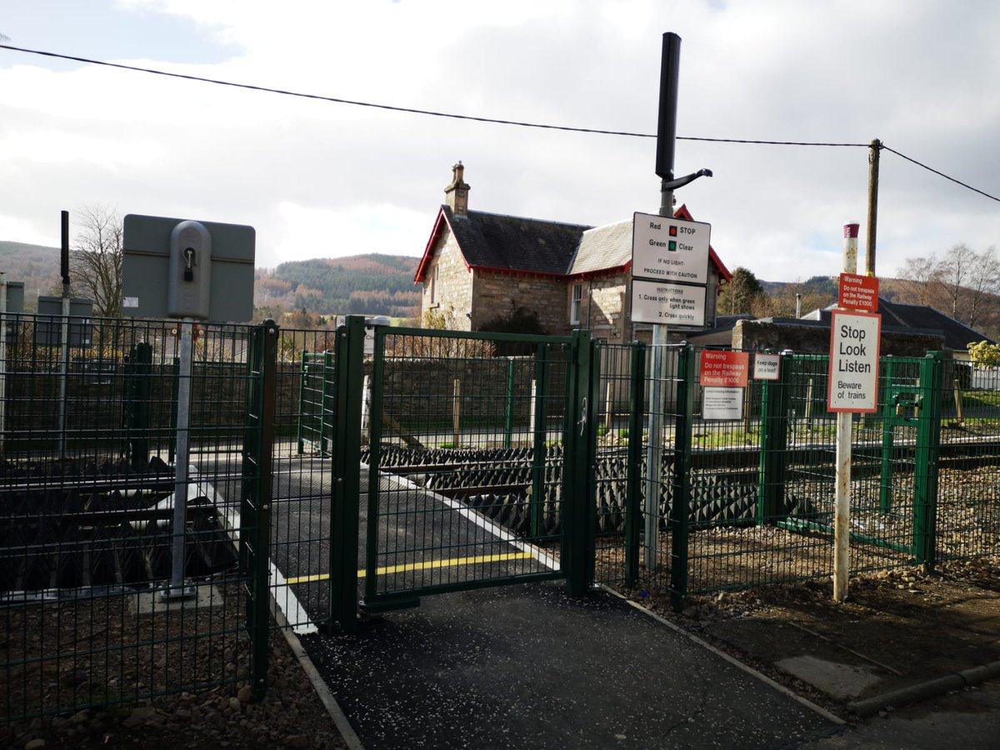 Red STOP
Green Clear
IF NO LIGHT-
PROCEED WITH CAUTION
INSTRUCTIONS
1. Cross only when green
light shows
2. Cross quickly
Warning
Do not trespass on
the Railway
Penalty £1000
Stop
Look
Listen
Beware
of trains
Warning
Do not trespass
on the Railway
Penalty £1000
Keep dogs
on a lead